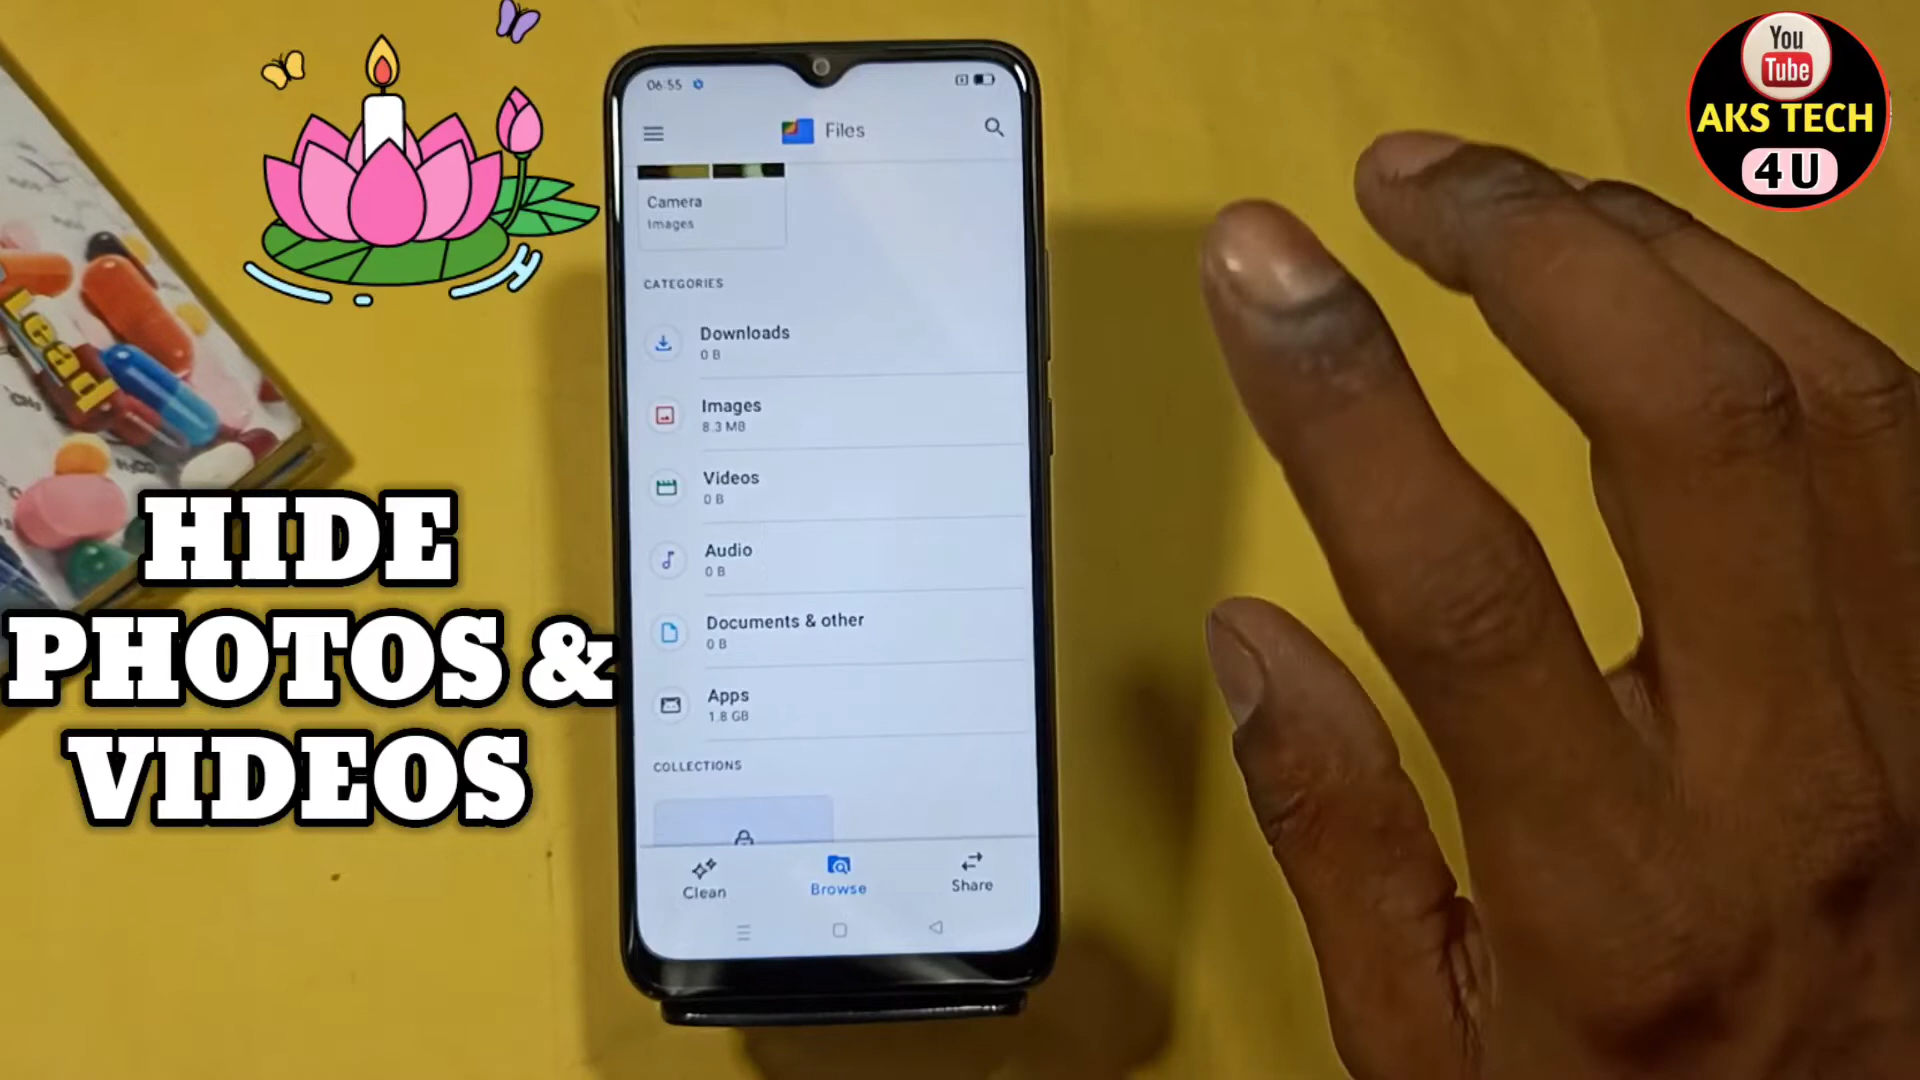 06:55
Files
Camera
Images
CATEGORIES
Downloads
0 B
Images
8.3 MB
Videos
0 B
Audio
0 B
Documents & other
0 B
Apps
1.8 GB
COLLECTIONS
Clean
Browse
Share
HIDE
PHOTOS &
VIDEOS
You
Tube
AKS TECH
4 U